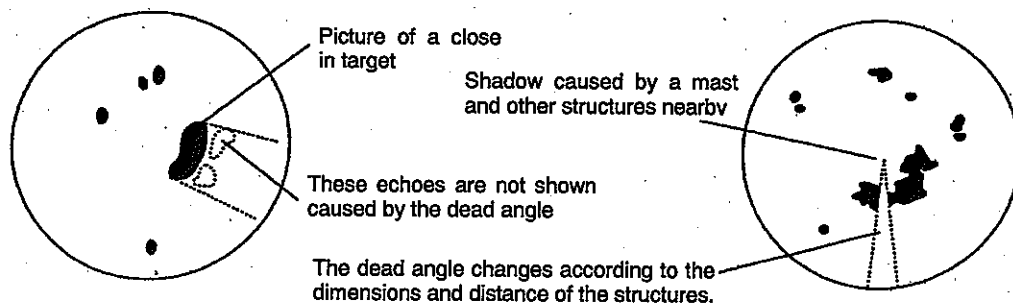 Picture of a close
in target
Shadow caused by a mast
and other structures nearby
These echoes are not shown
caused by the dead angle
The dead angle changes according to the
dimensions and distance of the structures.